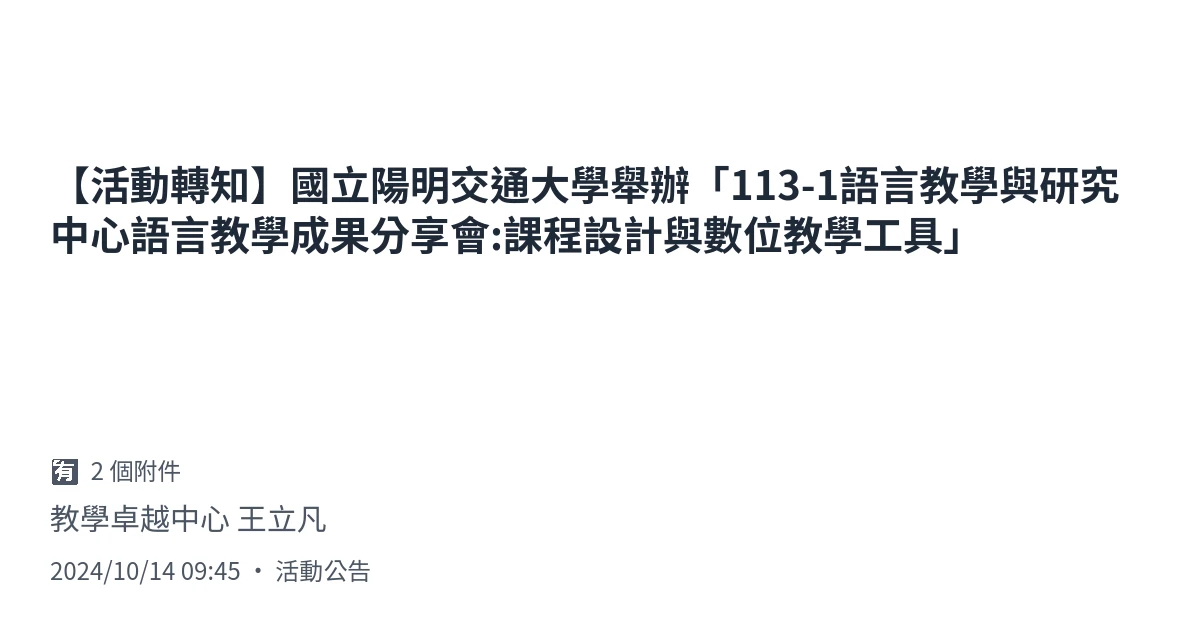 【活動轉知】國立陽明交通大學舉辦「113-1語言教學與研究
中心語言教學成果分享會:課程設計與數位教學工具」
有 2 個附件
教學卓越中心 王立凡
2024/10/14 09:45 • 活動公告